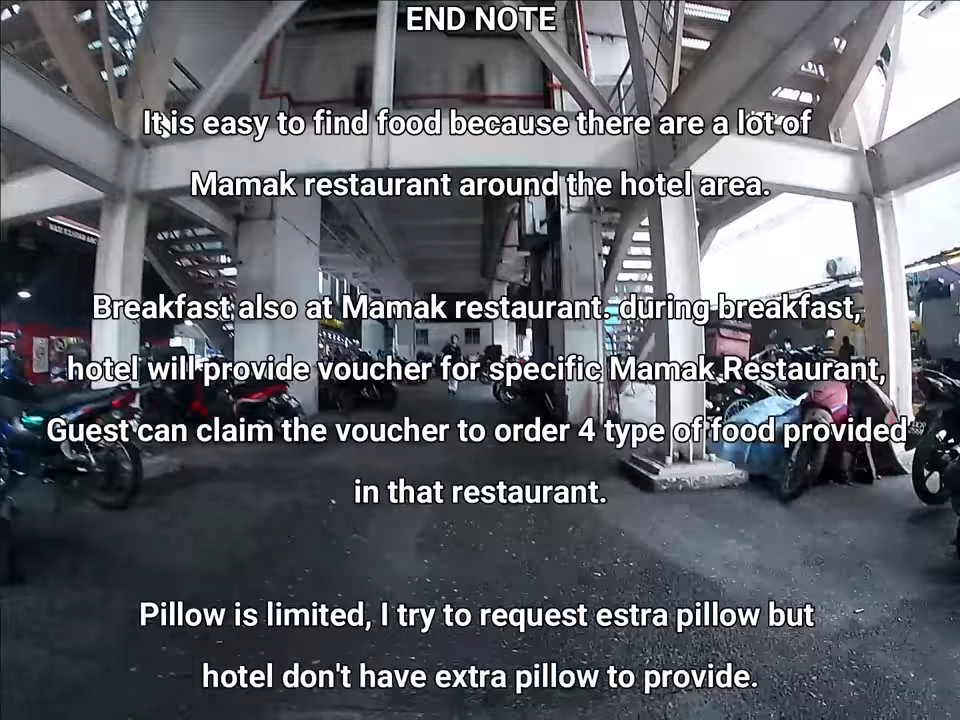 END NOTE
It is easy to find food because there are a lot of
Mamak restaurant around the hotel area.
Breakfast also at Mamak restaurant. during breakfast,
hotel will provide voucher for specific Mamak Restaurant,
Guest can claim the voucher to order 4 type of food provided
in that restaurant.
Pillow is limited, I try to request estra pillow but
hotel don't have extra pillow to provide.